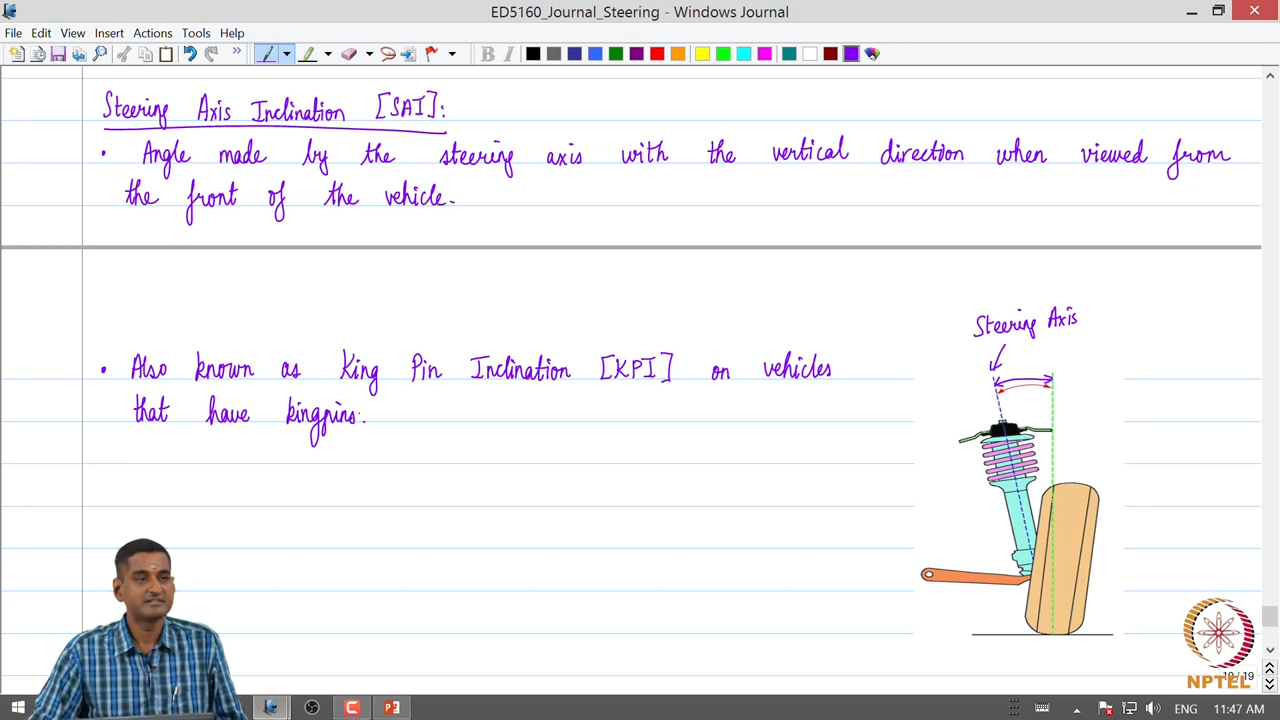 ED5160_Journal_Steering - Windows Journal
File Edit View Insert Actions Tools Help
Steering Axis Inclination [SAI]:
• Angle made by the steering axis with the vertical direction when viewed from
the front of the vehicle.
Steering Axis
• Also known as King Pin Inclination [KPI] on vehicles
that have kingpins.
NPTEL
ENG 11:47 AM